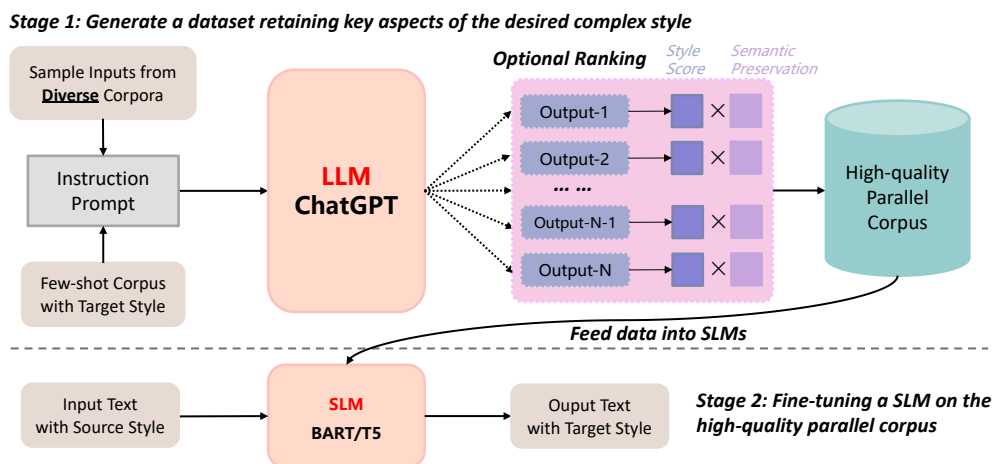 Stage 1: Generate a dataset retaining key aspects of the desired complex style
Sample Inputs from
Diverse Corpora
Instruction
Prompt
Few-shot Corpus
with Target Style
LLM
ChatGPT
Optional Ranking
Style
Score
Semantic
Preservation
Output-1
×
Output-2
×
... ...
Output-N-1
×
Output-N
×
High-quality
Parallel
Corpus
Feed data into SLMs
Input Text
with Source Style
SLM
BART/T5
Ouput Text
with Target Style
Stage 2: Fine-tuning a SLM on the
high-quality parallel corpus